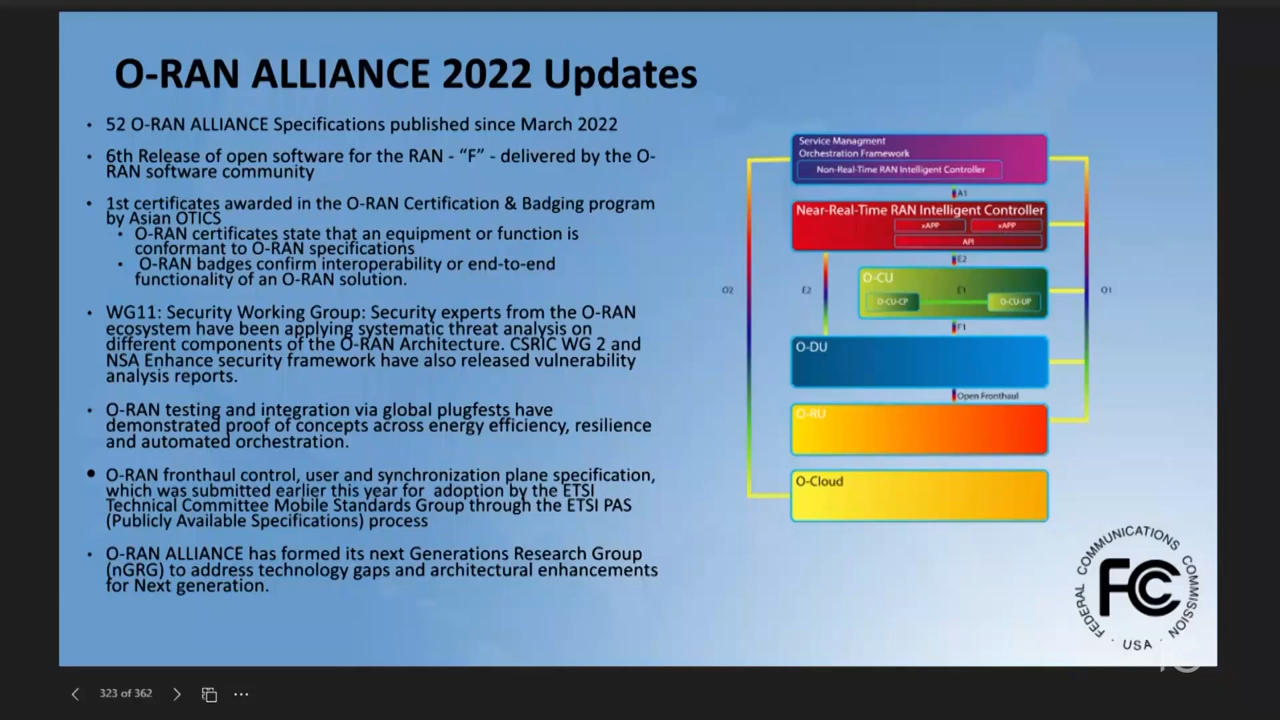 O-RAN ALLIANCE 2022 Updates
• 52 O-RAN ALLIANCE Specifications published since March 2022
• 6th Release of open software for the RAN - “F” - delivered by the O-
RAN software community
• 1st certificates awarded in the O-RAN Certification & Badging program
by Asian OTICS
• O-RAN certificates state that an equipment or function is
conformant to O-RAN specifications
• O-RAN badges confirm interoperability or end-to-end
functionality of an O-RAN solution.
• WG11: Security Working Group: Security experts from the O-RAN
ecosystem have been applying systematic threat analysis on
different components of the O-RAN Architecture. CSRIC WG 2 and
NSA Enhance security framework have also released vulnerability
analysis reports.
• O-RAN testing and integration via global plugfests have
demonstrated proof of concepts across energy efficiency, resilience
and automated orchestration.
• O-RAN fronthaul control, user and synchronization plane specification,
which was submitted earlier this year for adoption by the ETSI
Technical Committee Mobile Standards Group through the ETSI PAS
(Publicly Available Specifications) process
• O-RAN ALLIANCE has formed its next Generations Research Group
(nGRG) to address technology gaps and architectural enhancements
for Next generation.
Service Managment
Orchestration Framework
Non-Real-Time RAN Intelligent Controller
A1
Near-Real-Time RAN Intelligent Controller
xAPP xAPP
API
E2
O-CU
O2 E2 E1 O1
O-CU-CP O-CU-UP
F1
O-DU
Open Fronthaul
O-RU
O-Cloud
FEDERAL COMMUNICATIONS COMMISSION
FCC
· USA ·
323 of 362